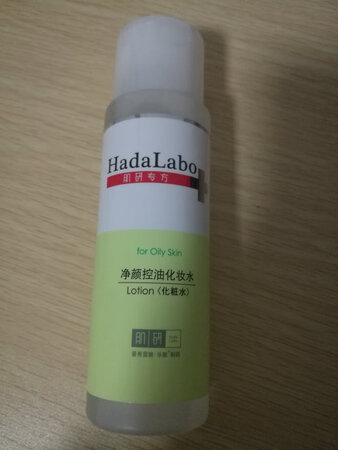 HadaLabo
肌研专方
for Oily Skin
净颜控油化妆水
Lotion〈化粧水〉
肌 研